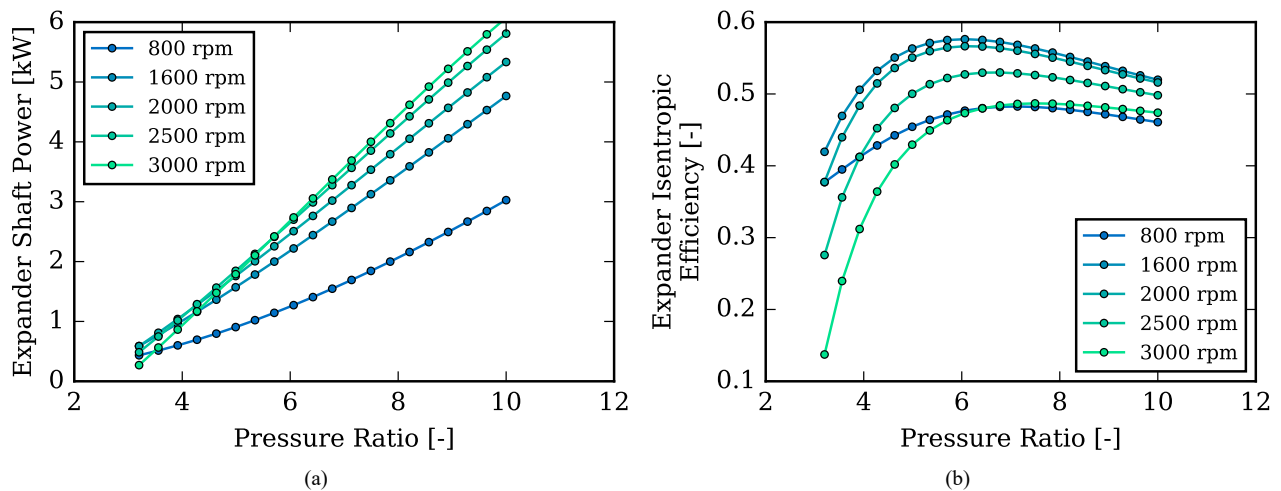 Expander Shaft Power [kW]
6
5
4
3
2
1
0
800 rpm
1600 rpm
2000 rpm
2500 rpm
3000 rpm
2 4 6 8 10 12
Pressure Ratio [-]
(a)
Expander Isentropic
Efficiency [-]
0.6
0.5
0.4
0.3
0.2
0.1
800 rpm
1600 rpm
2000 rpm
2500 rpm
3000 rpm
2 4 6 8 10 12
Pressure Ratio [-]
(b)